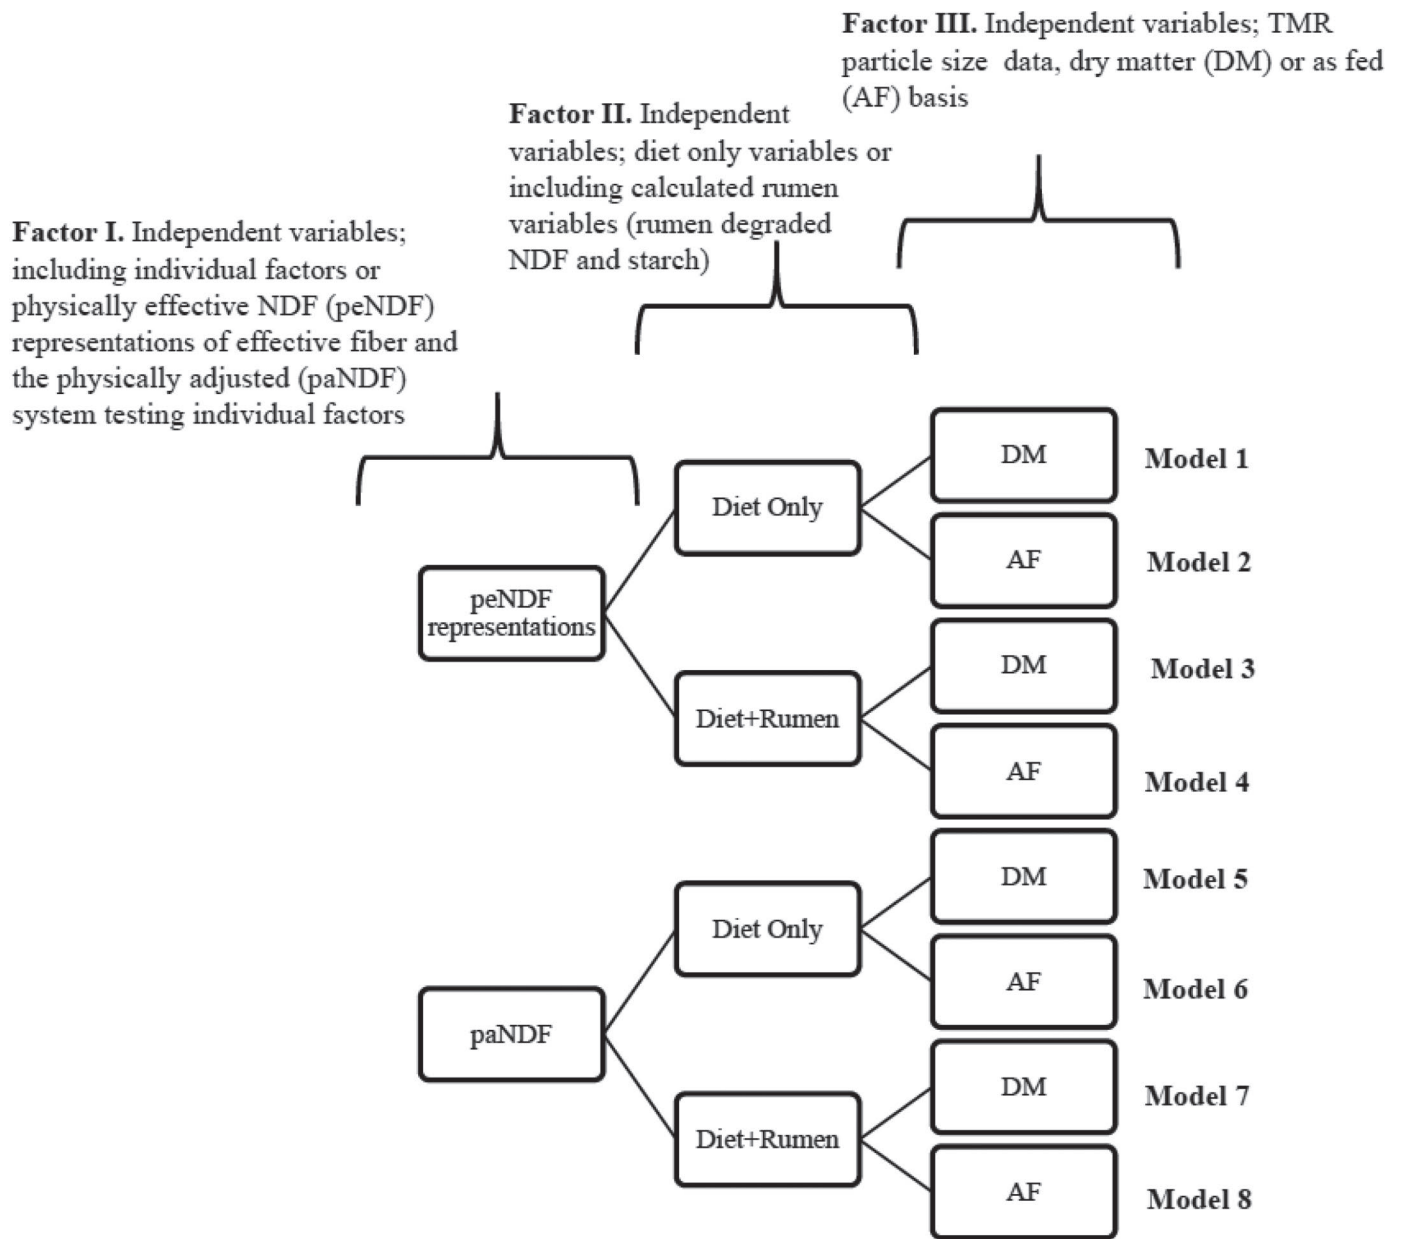 Factor III. Independent variables; TMR
particle size data, dry matter (DM) or as fed
(AF) basis
Factor II. Independent
variables; diet only variables or
including calculated rumen
variables (rumen degraded
NDF and starch)
Factor I. Independent variables;
including individual factors or
physically effective NDF (peNDF)
representations of effective fiber and
the physically adjusted (paNDF)
system testing individual factors
peNDF
representations
Diet Only
DM
Model 1
AF
Model 2
Diet+Rumen
DM
Model 3
AF
Model 4
paNDF
Diet Only
DM
Model 5
AF
Model 6
Diet+Rumen
DM
Model 7
AF
Model 8